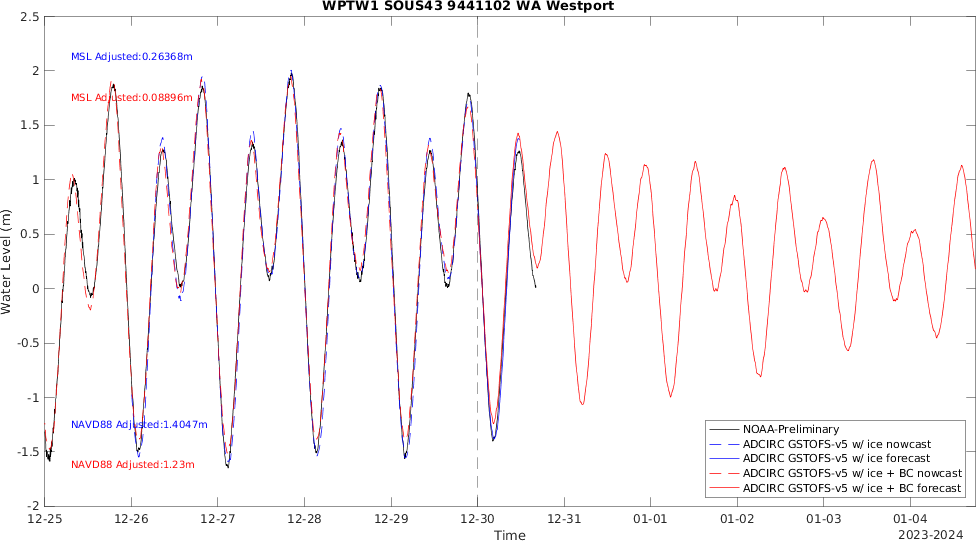 WPTW1 SOUS43 9441102 WA Westport
2.5
2
1.5
1
0.5
0
-0.5
-1
-1.5
-2
Water Level (m)
MSL Adjusted:0.26368m
MSL Adjusted:0.08896m
NAVD88 Adjusted:1.4047m
NAVD88 Adjusted:1.23m
NOAA-Preliminary
ADCIRC GSTOFS-v5 w/ ice nowcast
ADCIRC GSTOFS-v5 w/ ice forecast
ADCIRC GSTOFS-v5 w/ ice + BC nowcast
ADCIRC GSTOFS-v5 w/ ice + BC forecast
12-25 12-26 12-27 12-28 12-29 12-30 12-31 01-01 01-02 01-03 01-04
Time
2023-2024